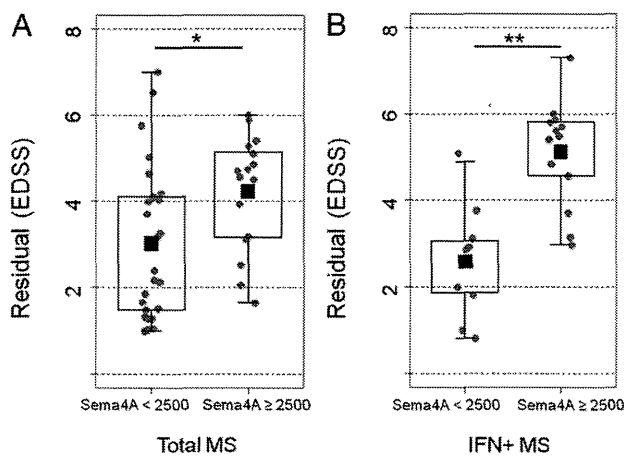 A
B
*
**
Residual (EDSS)
8
6
4
2
Sema4A < 2500
Sema4A ≥ 2500
Total MS
Residual (EDSS)
8
6
4
2
Sema4A < 2500
Sema4A ≥ 2500
IFN+ MS